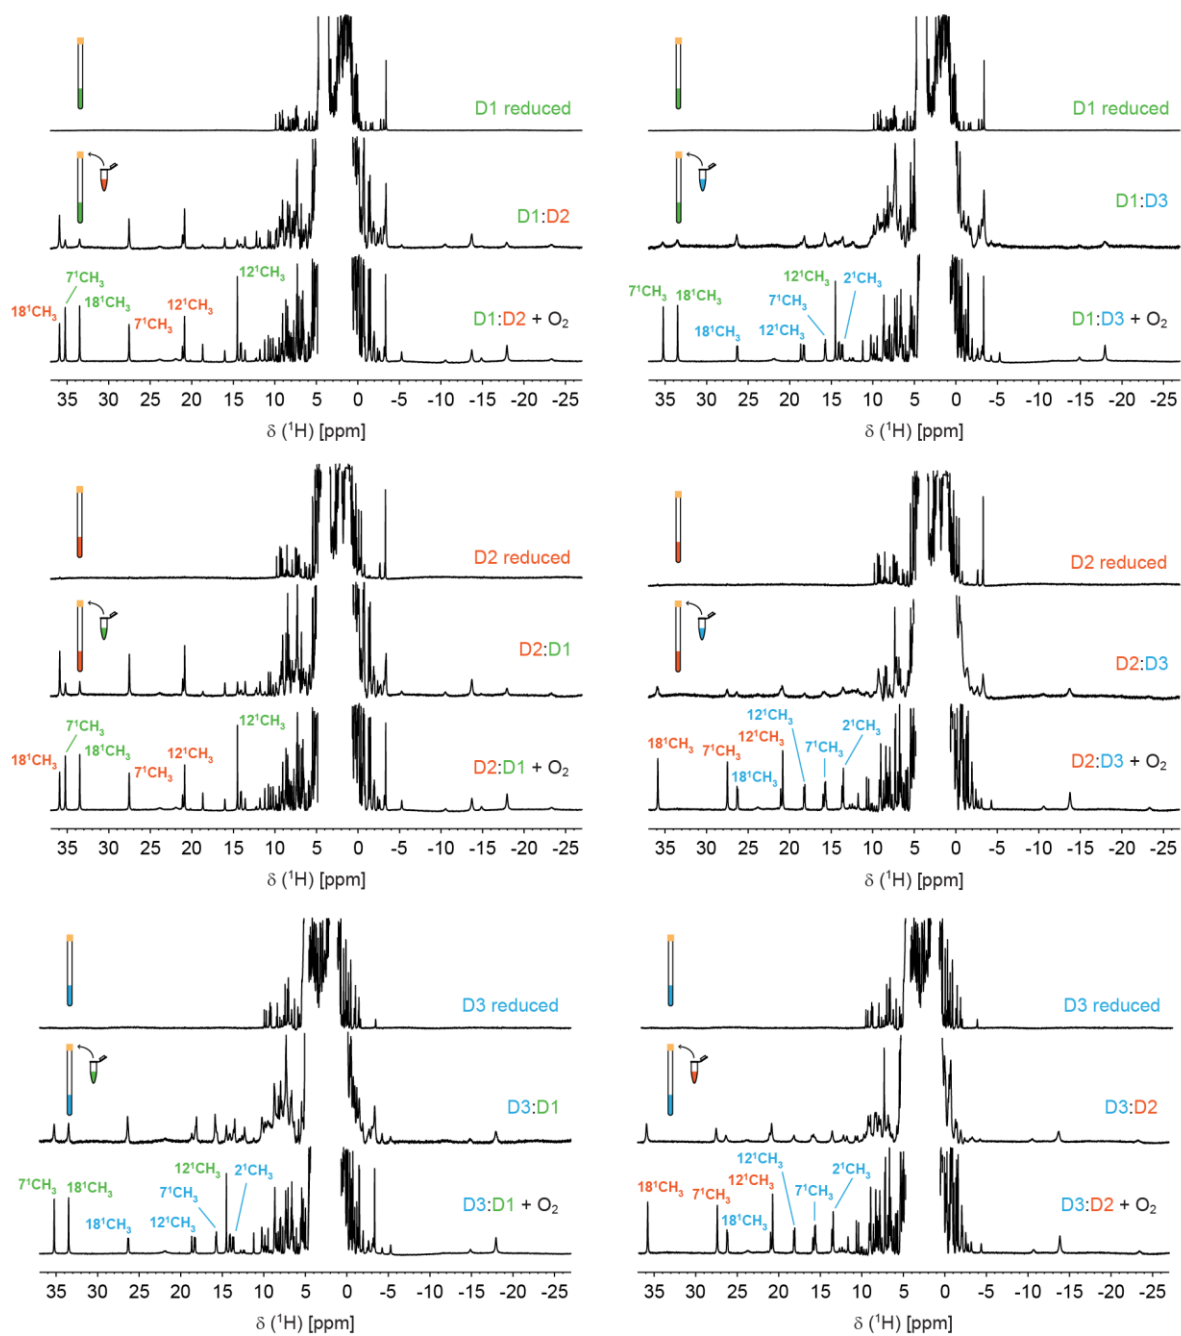 D1 reduced
D1:D2
18¹CH₃
7¹CH₃
18¹CH₃
7¹CH₃
12¹CH₃
12¹CH₃
D1:D2 + O₂
35 30 25 20 15 10 5 0 -5 -10 -15 -20 -25
δ (¹H) [ppm]
D1 reduced
D1:D3
7¹CH₃
18¹CH₃
18¹CH₃
12¹CH₃
7¹CH₃
12¹CH₃
2¹CH₃
D1:D3 + O₂
35 30 25 20 15 10 5 0 -5 -10 -15 -20 -25
δ (¹H) [ppm]
D2 reduced
D2:D1
18¹CH₃
7¹CH₃
18¹CH₃
7¹CH₃
12¹CH₃
12¹CH₃
D2:D1 + O₂
35 30 25 20 15 10 5 0 -5 -10 -15 -20 -25
δ (¹H) [ppm]
D2 reduced
D2:D3
18¹CH₃
7¹CH₃
18¹CH₃
12¹CH₃
12¹CH₃
7¹CH₃
2¹CH₃
D2:D3 + O₂
35 30 25 20 15 10 5 0 -5 -10 -15 -20 -25
δ (¹H) [ppm]
D3 reduced
D3:D1
7¹CH₃
18¹CH₃
18¹CH₃
12¹CH₃
7¹CH₃
12¹CH₃
2¹CH₃
D3:D1 + O₂
35 30 25 20 15 10 5 0 -5 -10 -15 -20 -25
δ (¹H) [ppm]
D3 reduced
D3:D2
18¹CH₃
7¹CH₃
18¹CH₃
12¹CH₃
12¹CH₃
7¹CH₃
2¹CH₃
D3:D2 + O₂
35 30 25 20 15 10 5 0 -5 -10 -15 -20 -25
δ (¹H) [ppm]